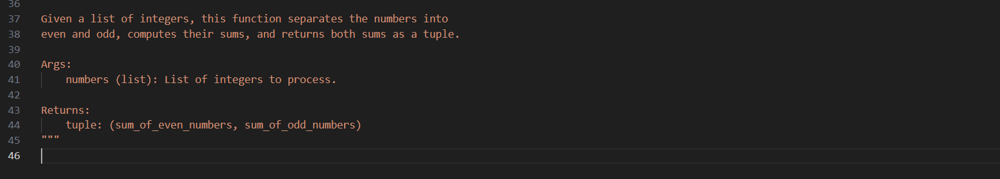 36
37 Given a list of integers, this function separates the numbers into
38 even and odd, computes their sums, and returns both sums as a tuple.
39
40 Args:
41 numbers (list): List of integers to process.
42
43 Returns:
44 tuple: (sum_of_even_numbers, sum_of_odd_numbers)
45 """
46